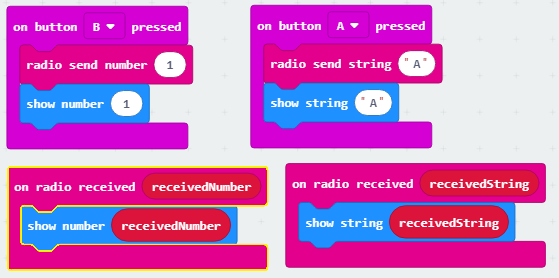 on button B pressed
radio send number 1
show number 1
on button A pressed
radio send string "A"
show string "A"
on radio received receivedNumber
show number receivedNumber
on radio received receivedString
show string receivedString